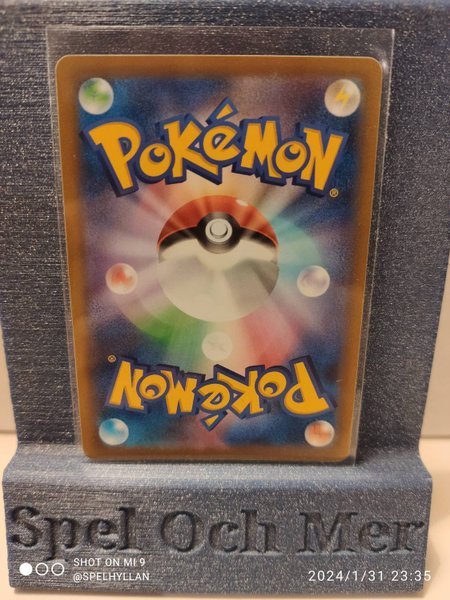 POKéMON®
POKéMON®
Spel Och Mer
SHOT ON MI 9
@SPELHYLLAN
2024/1/31 23:35